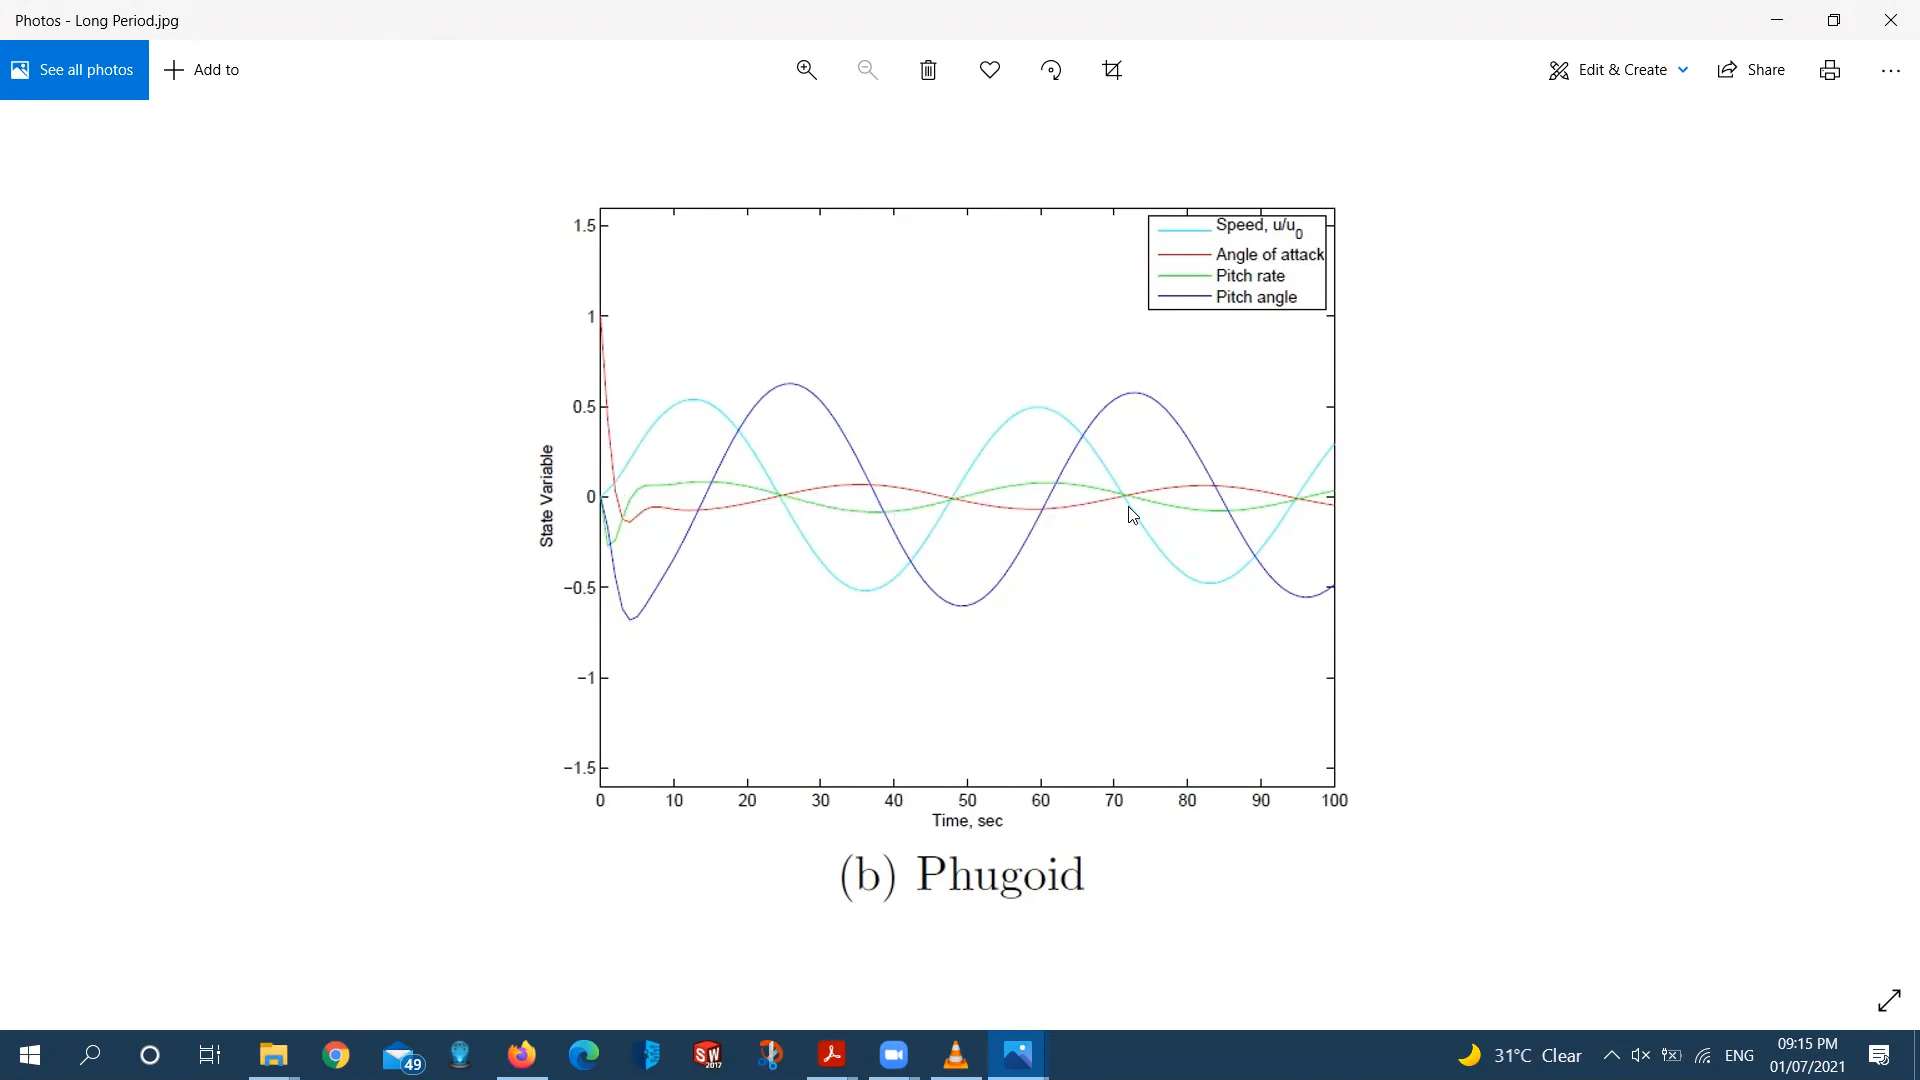 Photos - Long Period.jpg
See all photos
Add to
Edit & Create
Share
Speed, u/u0
Angle of attack
Pitch rate
Pitch angle
1.5
1
0.5
0
−0.5
−1
−1.5
State Variable
0 10 20 30 40 50 60 70 80 90 100
Time, sec
(b) Phugoid
49
SW
2017
31°C Clear
ENG
09:15 PM
01/07/2021